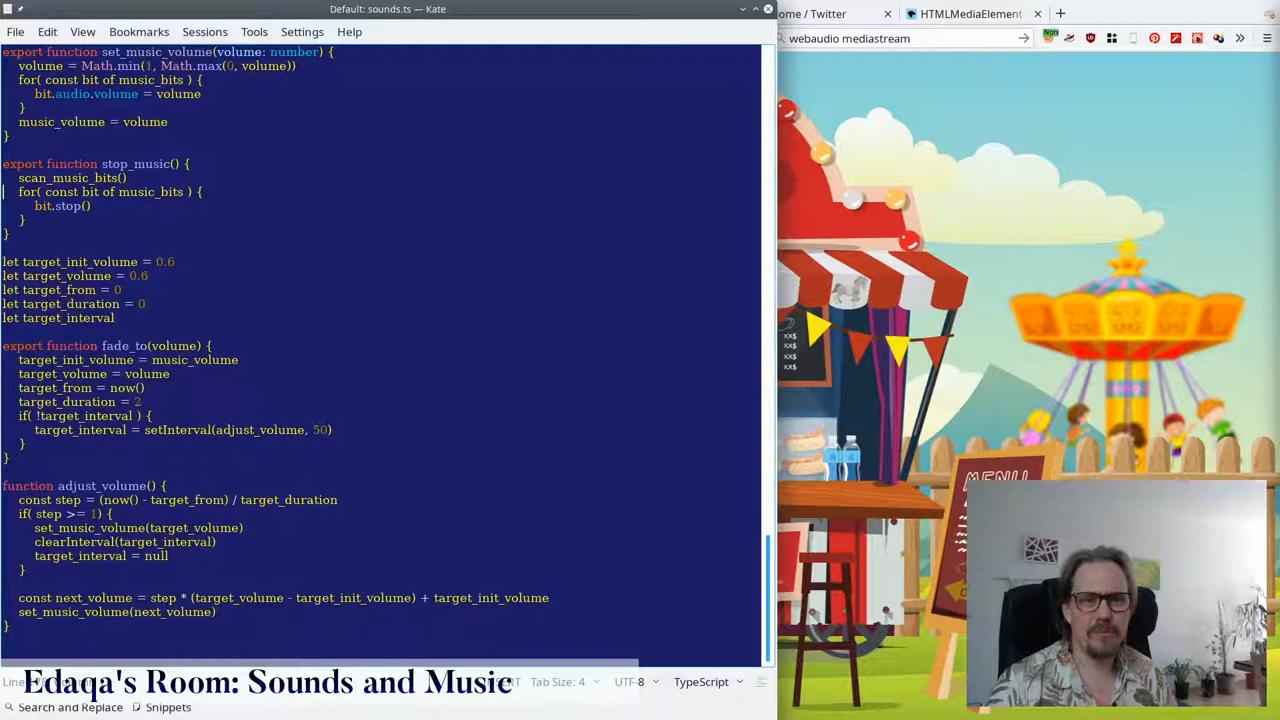 Default: sounds.ts — Kate
File Edit View Bookmarks Sessions Tools Settings Help
export function set_music_volume(volume: number) {
volume = Math.min(1, Math.max(0, volume))
for( const bit of music_bits ) {
bit.audio.volume = volume
}
music_volume = volume
}
export function stop_music() {
scan_music_bits()
for( const bit of music_bits ) {
bit.stop()
}
}
let target_init_volume = 0.6
let target_volume = 0.6
let target_from = 0
let target_duration = 0
let target_interval
export function fade_to(volume) {
target_init_volume = music_volume
target_volume = volume
target_from = now()
target_duration = 2
if( !target_interval ) {
target_interval = setInterval(adjust_volume, 50)
}
}
function adjust_volume() {
const step = (now() - target_from) / target_duration
if( step >= 1) {
set_music_volume(target_volume)
clearInterval(target_interval)
target_interval = null
}
const next_volume = step * (target_volume - target_init_volume) + target_init_volume
set_music_volume(next_volume)
}
Edaqa's Room: Sounds and Music
Tab Size: 4 UTF-8 TypeScript
Search and Replace Snippets
ome / Twitter HTMLMediaElement
webaudio mediastream
XX$
XX$
XX$
XX$
MENU